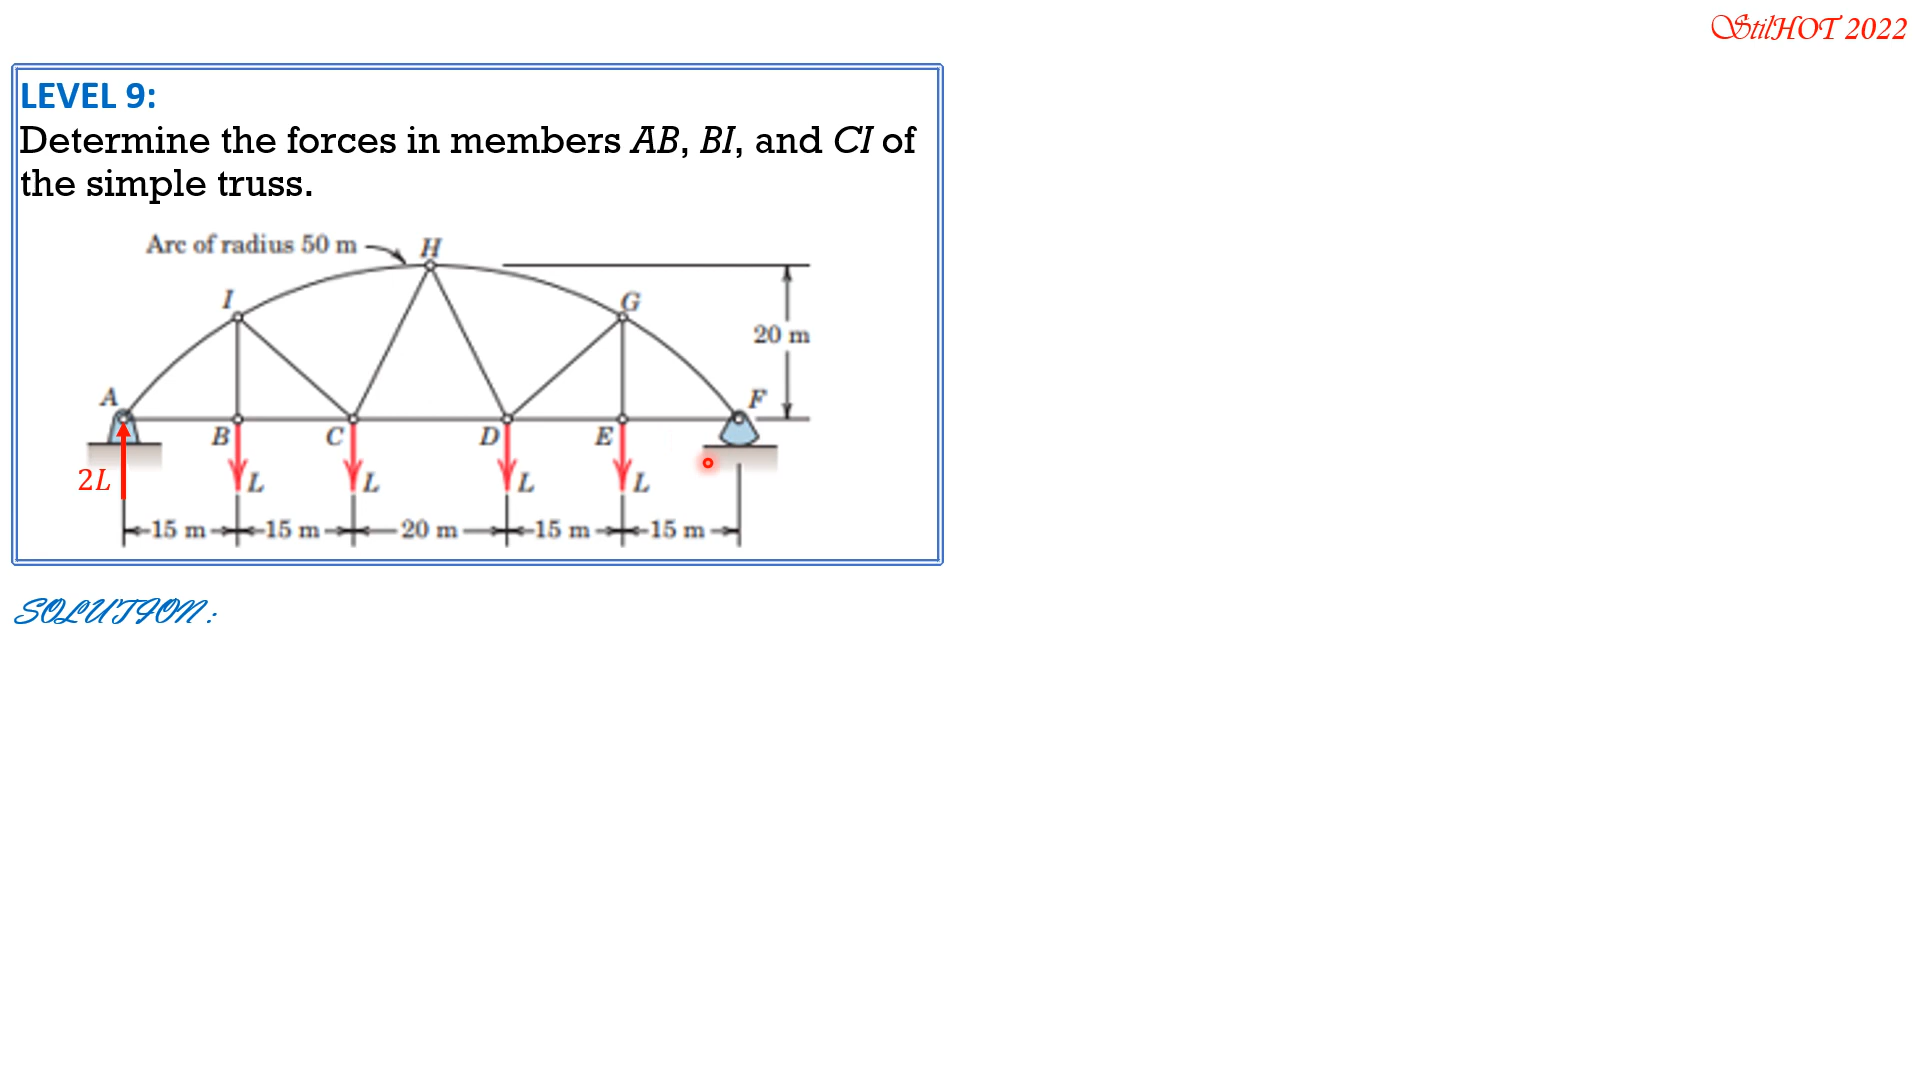 StilHOT 2022
LEVEL 9:
Determine the forces in members AB, BI, and CI of
the simple truss.
Arc of radius 50 m
H
I
G
20 m
A
F
B
C
D
E
2L
L
L
L
L
15 m
15 m
20 m
15 m
15 m
SOLUTION: